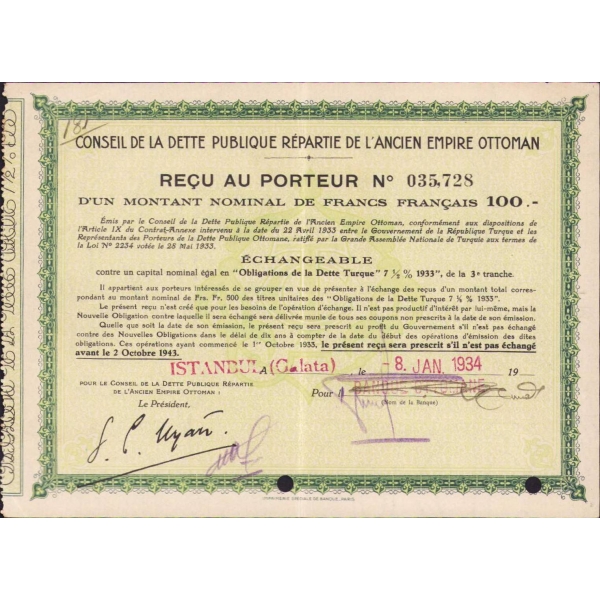 181
CONSEIL DE LA DETTE PUBLIQUE RÉPARTIE DE L'ANCIEN EMPIRE OTTOMAN
REÇU AU PORTEUR N° 035,728
D'UN MONTANT NOMINAL DE FRANCS FRANÇAIS 100.-
Émis par le Conseil de la Dette Publique Répartie de l'Ancien Empire Ottoman, conformément aux dispositions de
l'Article IX du Contrat-Annexe intervenu à la date du 22 Avril 1933 entre le Gouvernement de la République Turque et les
Représentants des Porteurs de la Dette Publique Ottomane, ratifié par la Grande Assemblée Nationale de Turquie aux termes de
la Loi N° 2234 votée le 28 Mai 1933.
ÉCHANGEABLE
contre un capital nominal égal en "Obligations de la Dette Turque" 7 ½ % 1933", de la 3e tranche.
Il appartient aux porteurs intéressés de se grouper en vue de présenter à l'échange des reçus d'un montant total corres-
pondant au montant nominal de Frs. Fr. 500 des titres unitaires des "Obligations de la Dette Turque 7 ½ % 1933".
Le présent reçu n'est créé que pour les besoins de l'opération d'échange. Il n'est pas productif d'intérêt par lui-même, mais la
Nouvelle Obligation contre laquelle il sera échangé sera délivrée munie de tous ses coupons non prescrits à la date de son émission.
Quelle que soit la date de son émission, le présent reçu sera prescrit au profit du Gouvernement s'il n'est pas échangé
contre des Nouvelles Obligations dans le délai de dix ans à compter de la date du début des opérations d'émission des dites
obligations. Ces opérations ayant commencé le 1er Octobre 1933, le présent reçu sera prescrit s'il n'est pas échangé
avant le 2 Octobre 1943.
ISTANBUL A (Galata) le - 8. JAN. 1934 19
POUR LE CONSEIL DE LA DETTE PUBLIQUE RÉPARTIE
DE L'ANCIEN EMPIRE OTTOMAN :
Le Président,
Pour
(Nom de la Banque)